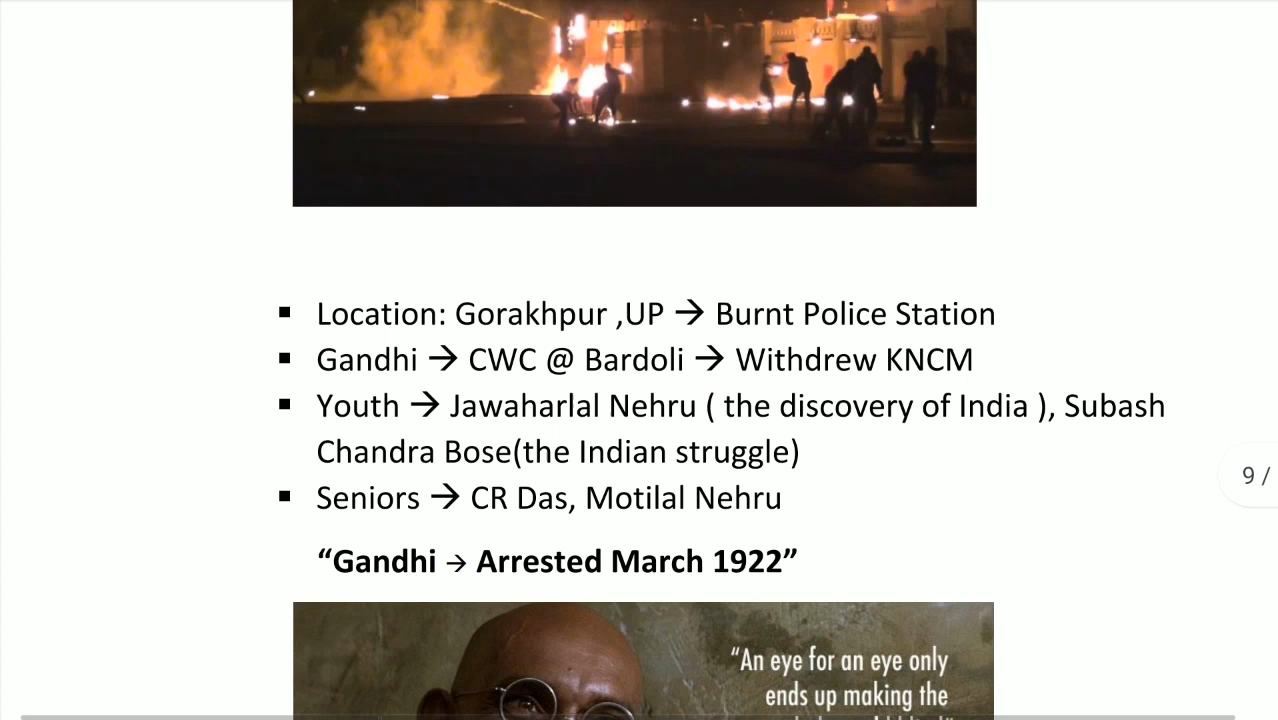 ▪ Location: Gorakhpur ,UP → Burnt Police Station
▪ Gandhi → CWC @ Bardoli → Withdrew KNCM
▪ Youth → Jawaharlal Nehru ( the discovery of India ), Subash
Chandra Bose(the Indian struggle)
9 /
▪ Seniors → CR Das, Motilal Nehru
“Gandhi → Arrested March 1922”
“An eye for an eye only
ends up making the